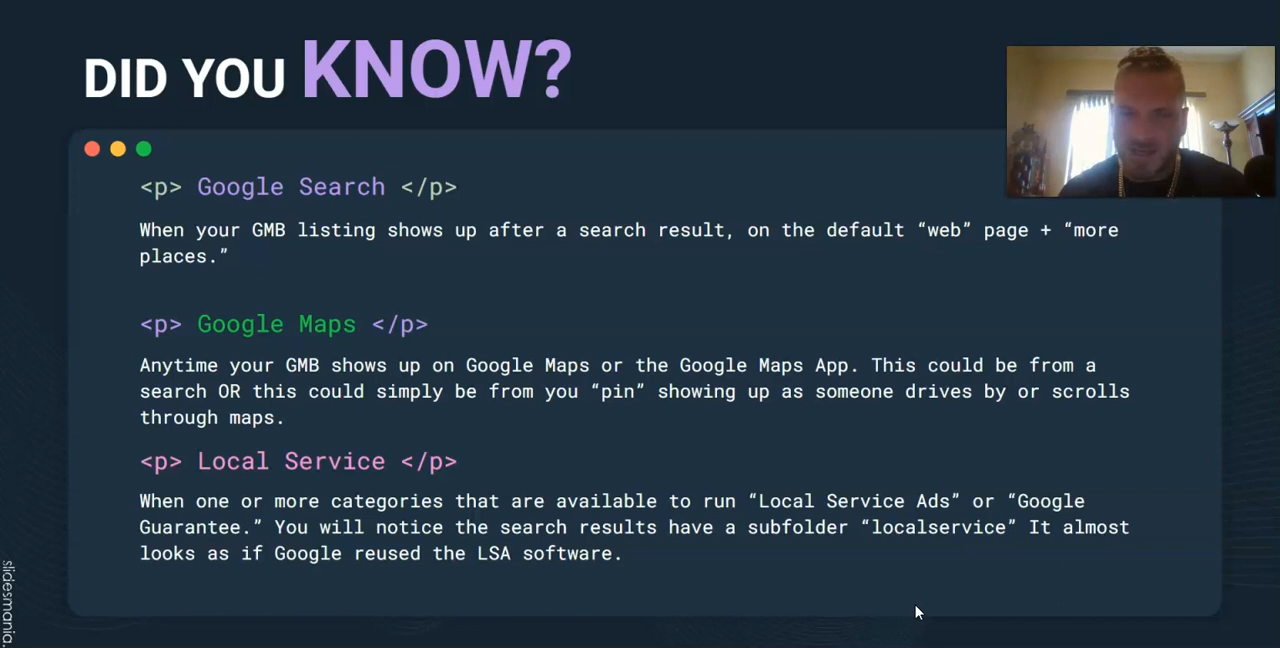 DID YOU KNOW?
<p> Google Search </p>
When your GMB listing shows up after a search result, on the default “web” page + “more
places.”
<p> Google Maps </p>
Anytime your GMB shows up on Google Maps or the Google Maps App. This could be from a
search OR this could simply be from you “pin” showing up as someone drives by or scrolls
through maps.
<p> Local Service </p>
When one or more categories that are available to run “Local Service Ads” or “Google
Guarantee.” You will notice the search results have a subfolder “localservice” It almost
looks as if Google reused the LSA software.
slidesmania.